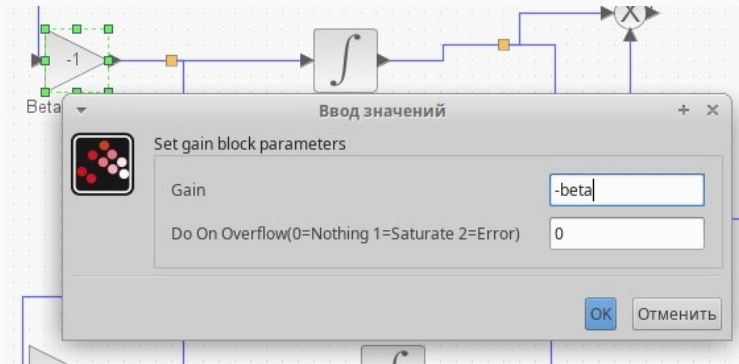 -1
∫
X
Beta
Ввод значений
Set gain block parameters
Gain
-beta
Do On Overflow(0=Nothing 1=Saturate 2=Error)
0
OK
Отменить
∫